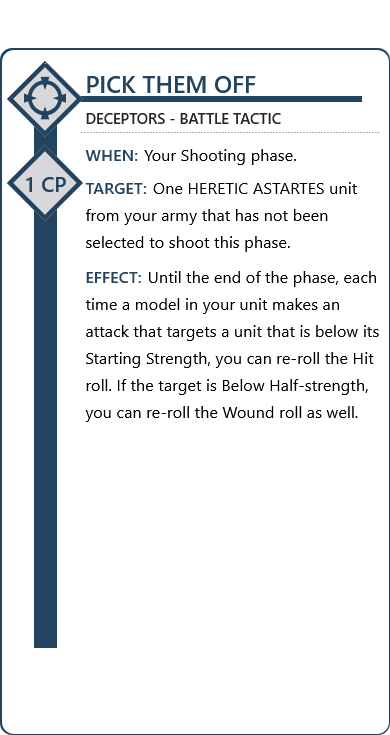 PICK THEM OFF
DECEPTORS - BATTLE TACTIC
1 CP
WHEN: Your Shooting phase.
TARGET: One HERETIC ASTARTES unit
from your army that has not been
selected to shoot this phase.
EFFECT: Until the end of the phase, each
time a model in your unit makes an
attack that targets a unit that is below its
Starting Strength, you can re-roll the Hit
roll. If the target is Below Half-strength,
you can re-roll the Wound roll as well.